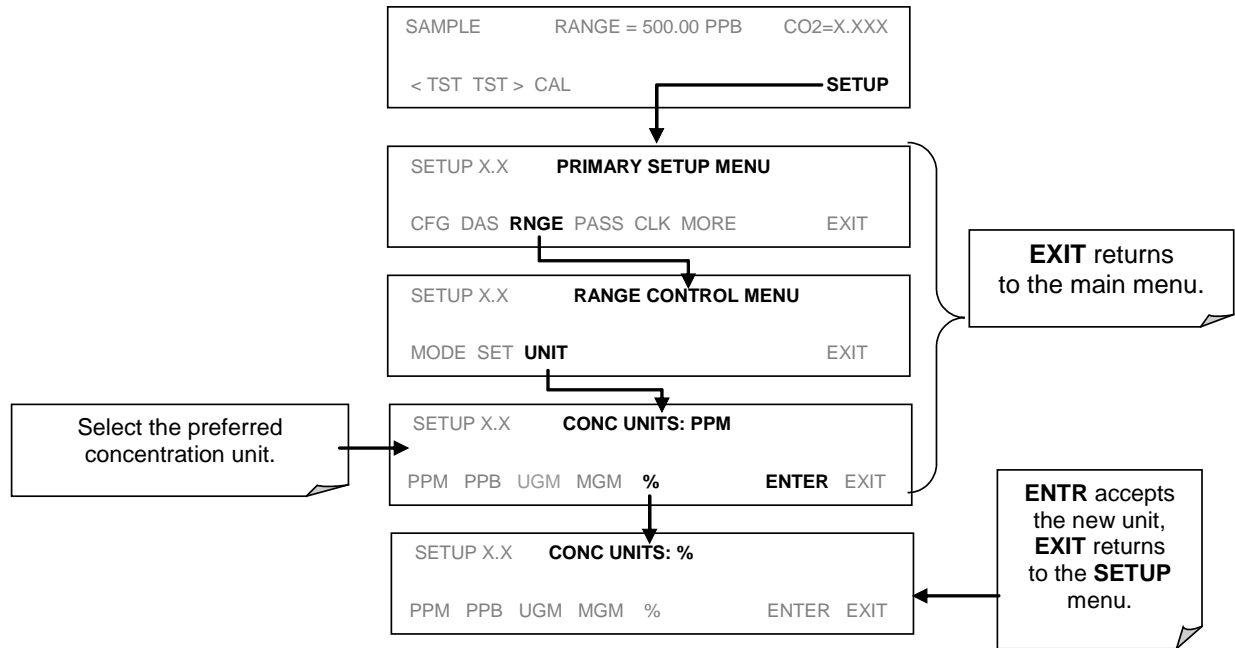 SAMPLE RANGE = 500.00 PPB CO2=X.XXX
< TST TST > CAL SETUP
SETUP X.X PRIMARY SETUP MENU
CFG DAS RNGE PASS CLK MORE EXIT
EXIT returns
to the main menu.
SETUP X.X RANGE CONTROL MENU
MODE SET UNIT EXIT
Select the preferred
concentration unit.
SETUP X.X CONC UNITS: PPM
PPM PPB UGM MGM % ENTER EXIT
ENTR accepts
the new unit,
EXIT returns
to the SETUP
menu.
SETUP X.X CONC UNITS: %
PPM PPB UGM MGM % ENTER EXIT